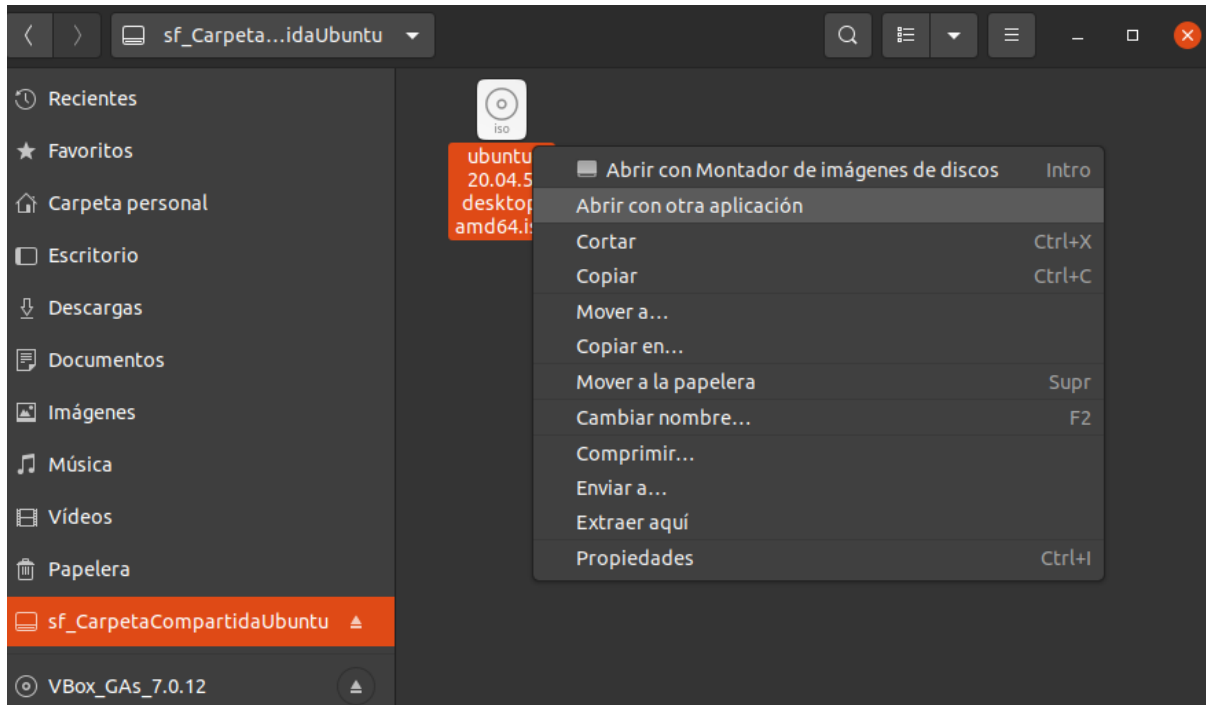 sf_Carpeta...idaUbuntu
Recientes
Favoritos
Carpeta personal
Escritorio
Descargas
Documentos
Imágenes
Música
Vídeos
Papelera
sf_CarpetaCompartidaUbuntu
VBox_GAs_7.0.12
iso
ubuntu
20.04.5
desktop
amd64.i
Abrir con Montador de imágenes de discos Intro
Abrir con otra aplicación
Cortar Ctrl+X
Copiar Ctrl+C
Mover a...
Copiar en...
Mover a la papelera Supr
Cambiar nombre... F2
Comprimir...
Enviar a...
Extraer aquí
Propiedades Ctrl+I